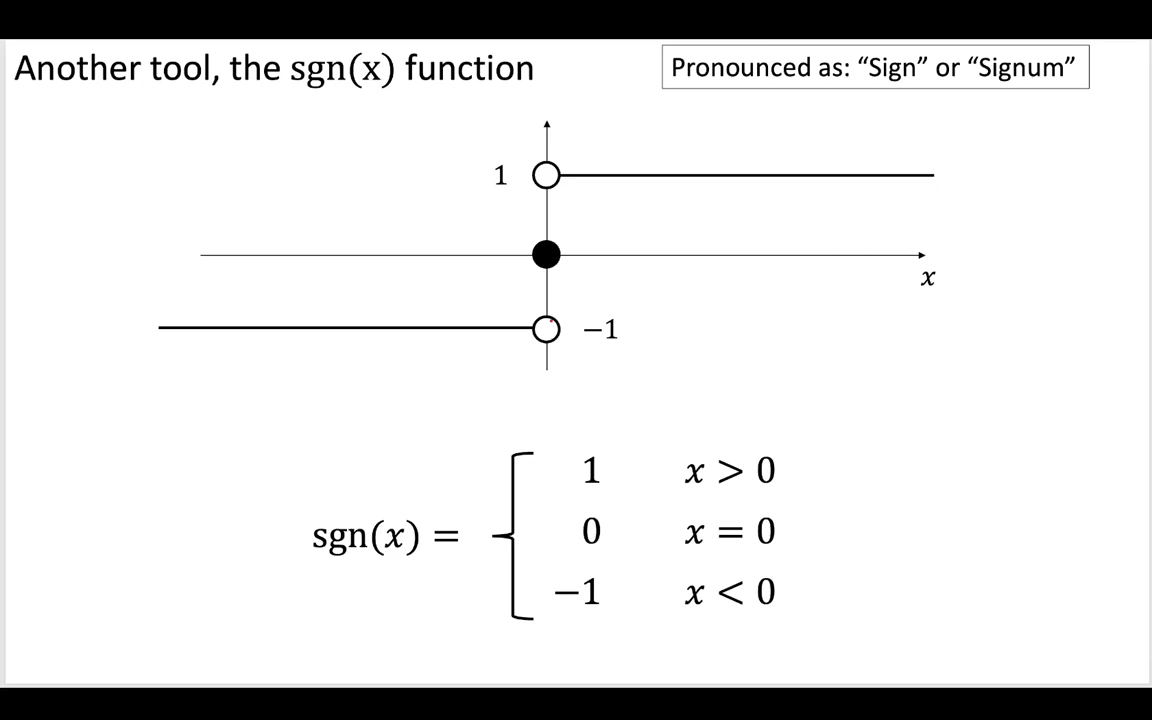 Another tool, the sgn(x) function
Pronounced as: “Sign” or “Signum”
1
x
−1
1 x > 0
sgn(x) = 0 x = 0
−1 x < 0